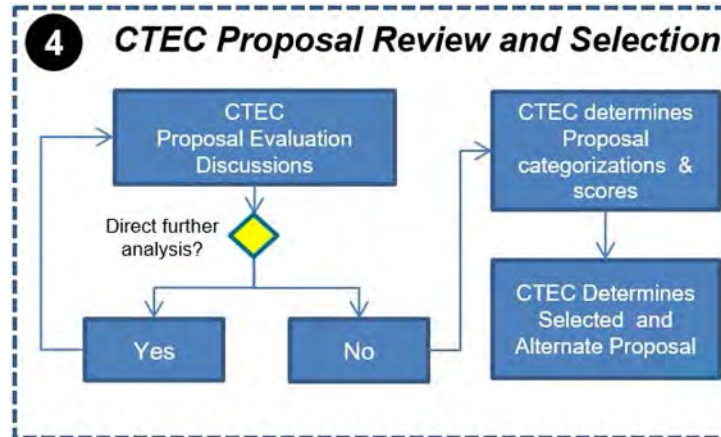 4 CTEC Proposal Review and Selection
CTEC
Proposal Evaluation
Discussions
Direct further
analysis?
Yes
No
CTEC determines
Proposal
categorizations & 
scores
CTEC Determines
Selected and
Alternate Proposal